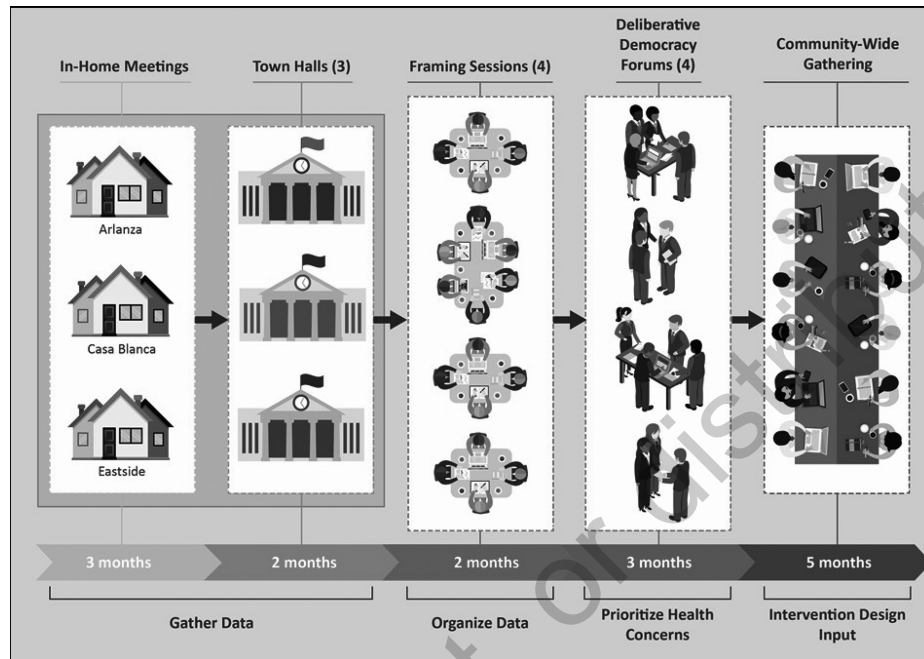 In-Home Meetings
Town Halls (3)
Framing Sessions (4)
Deliberative
Democracy
Forums (4)
Community-Wide
Gathering
Arlanza
Casa Blanca
Eastside
3 months
2 months
2 months
3 months
5 months
Gather Data
Organize Data
Prioritize Health
Concerns
Intervention Design
Input
t or distribut